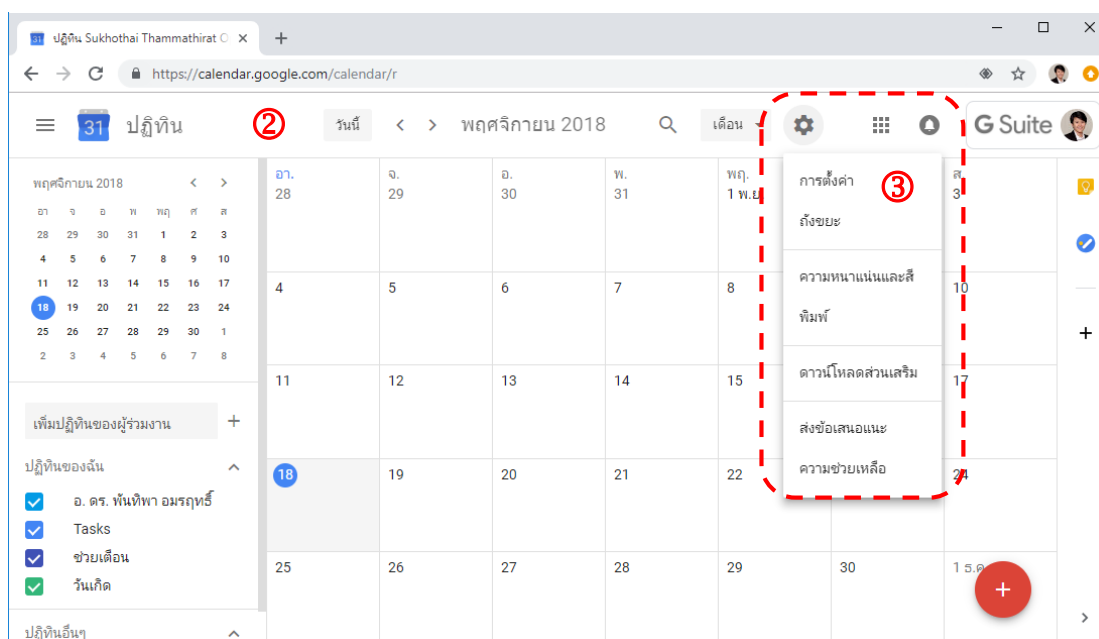 ปฏิทิน Sukhothai Thammathirat O
https://calendar.google.com/calendar/r
31 ปฏิทิน ② วันนี้ < > พฤศจิกายน 2018 เดือน G Suite
พฤศจิกายน 2018 < >
อา จ อ พ พฤ ศ ส
28 29 30 31 1 2 3
4 5 6 7 8 9 10
11 12 13 14 15 16 17
18 19 20 21 22 23 24
25 26 27 28 29 30 1
2 3 4 5 6 7 8
เพิ่มปฏิทินของผู้ร่วมงาน +
ปฏิทินของฉัน
อ. ดร. พันทิพา อมรฤทธิ์
Tasks
ช่วยเตือน
วันเกิด
ปฏิทินอื่นๆ
อา. จ. อ. พ. พฤ. ส
28 29 30 31 1 พ.ย 3
4 5 6 7 8 10
11 12 13 14 15 17
18 19 20 21 22 24
25 26 27 28 29 30 1 ธ.ค
③
การตั้งค่า
ถังขยะ
ความหนาแน่นและสี
พิมพ์
ดาวน์โหลดส่วนเสริม
ส่งข้อเสนอแนะ
ความช่วยเหลือ